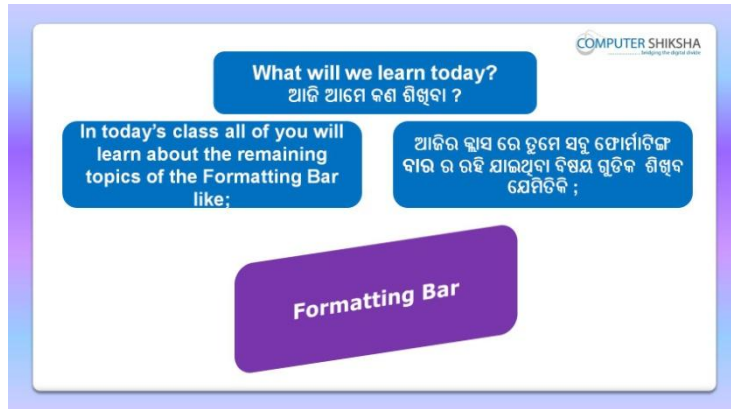 COMPUTER SHIKSHA
... bridging the digital divide
What will we learn today?
ଆଜି ଆମେ କଣ ଶିଖିବା ?
In today's class all of you will
learn about the remaining
topics of the Formatting Bar
like;
ଆଜିର କ୍ଲାସ ରେ ତୁମେ ସବୁ ଫୋର୍ମାଟିଙ୍ଗ
ବାର ର ରହି ଯାଇଥିବା ବିଷୟ ଗୁଡିକ ଶିଖିବ
ଯେମିତିକି ;
Formatting Bar